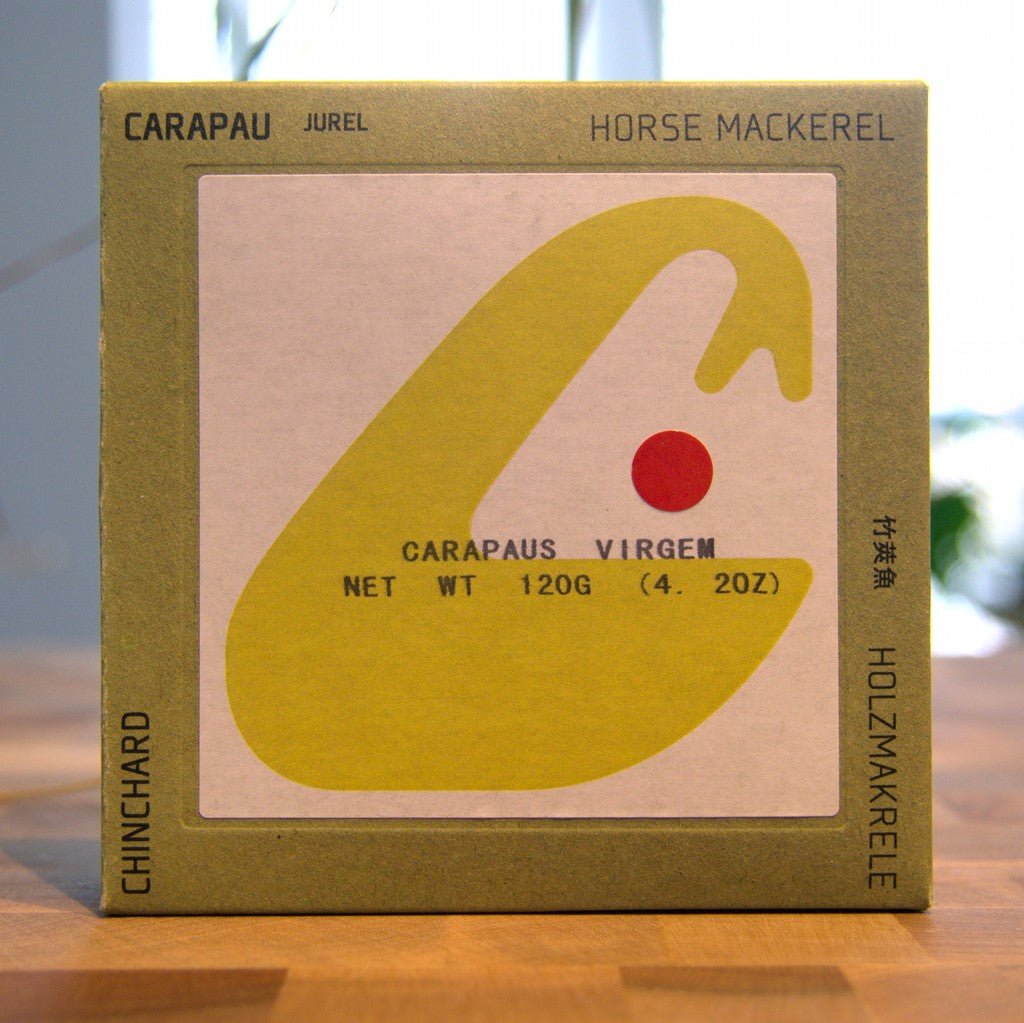 CARAPAU JUREL HORSE MACKEREL
CARAPAUS VIRGEM
NET WT 120G (4. 2OZ)
竹莢魚 HOLZMAKRELE
CHINCHARD